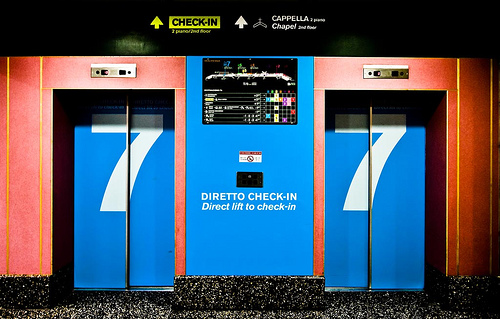 CHECK-IN
2 piano/2nd floor
CAPPELLA 2 piano
Chapel 2nd floor
7
7
DIRETTO CHECK-IN
Direct lift to check-in